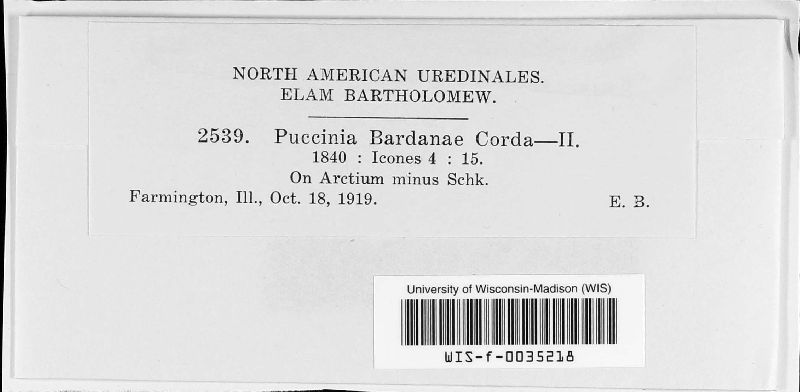 NORTH AMERICAN UREDINALES.
ELAM BARTHOLOMEW.
2539. Puccinia Bardanae Corda—II.
1840 : Icones 4 : 15.
On Arctium minus Schk.
Farmington, Ill., Oct. 18, 1919. E. B.
University of Wisconsin-Madison (WIS)
WIS-f-0035218